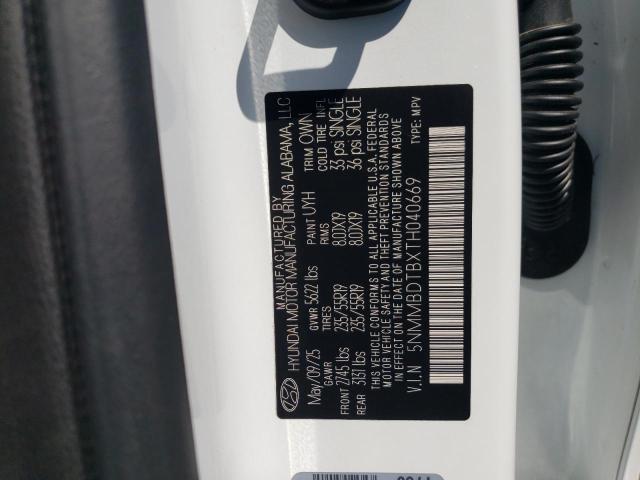 MANUFACTURED BY
HYUNDAI MOTOR MANUFACTURING ALABAMA, LLC
May/09/25 GVWR 5622 lbs PAINT UYH TRIM OWN
GAWR TIRES RIMS COLD TIRE INFL
FRONT 2745 lbs 235/55R19 8.0JX19 33 psi SINGLE
REAR 3131 lbs 235/55R19 8.0JX19 36 psi SINGLE
THIS VEHICLE CONFORMS TO ALL APPLICABLE U.S.A. FEDERAL
MOTOR VEHICLE SAFETY AND THEFT PREVENTION STANDARDS
IN EFFECT ON THE DATE OF MANUFACTURE SHOWN ABOVE
V.I.N 5NMMBDTBXTH040669 TYPE: MPV